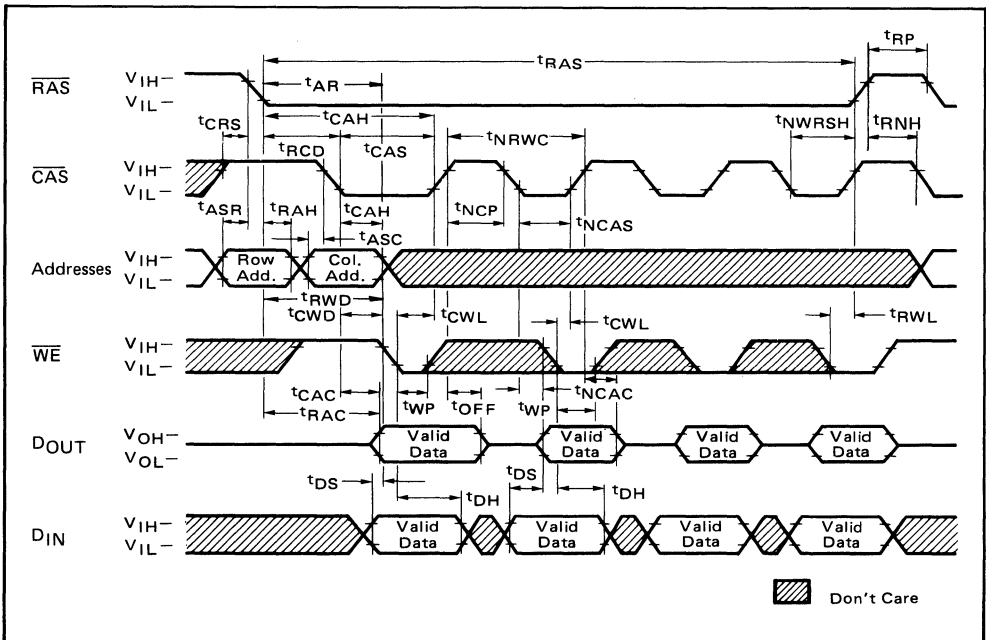 tRP
tRAS
RAS
VIH
VIL
tAR
tCRS
tCAH
tRCD
tCAS
tNRWC
tNWRSH
tRNH
CAS
VIH
VIL
tASR
tRAH
tCAH
tASC
tNCP
tNCAS
Addresses
VIH
VIL
Row Add.
Col. Add.
tRWD
tCWD
tCWL
tCWL
tRWL
WE
VIH
VIL
tCAC
tRAC
tWP
tOFF
tWP
tNCAC
DOUT
VOH
VOL
Valid Data
Valid Data
Valid Data
Valid Data
tDS
tDH
tDS
tDH
DIN
VIH
VIL
Valid Data
Valid Data
Valid Data
Valid Data
Don't Care